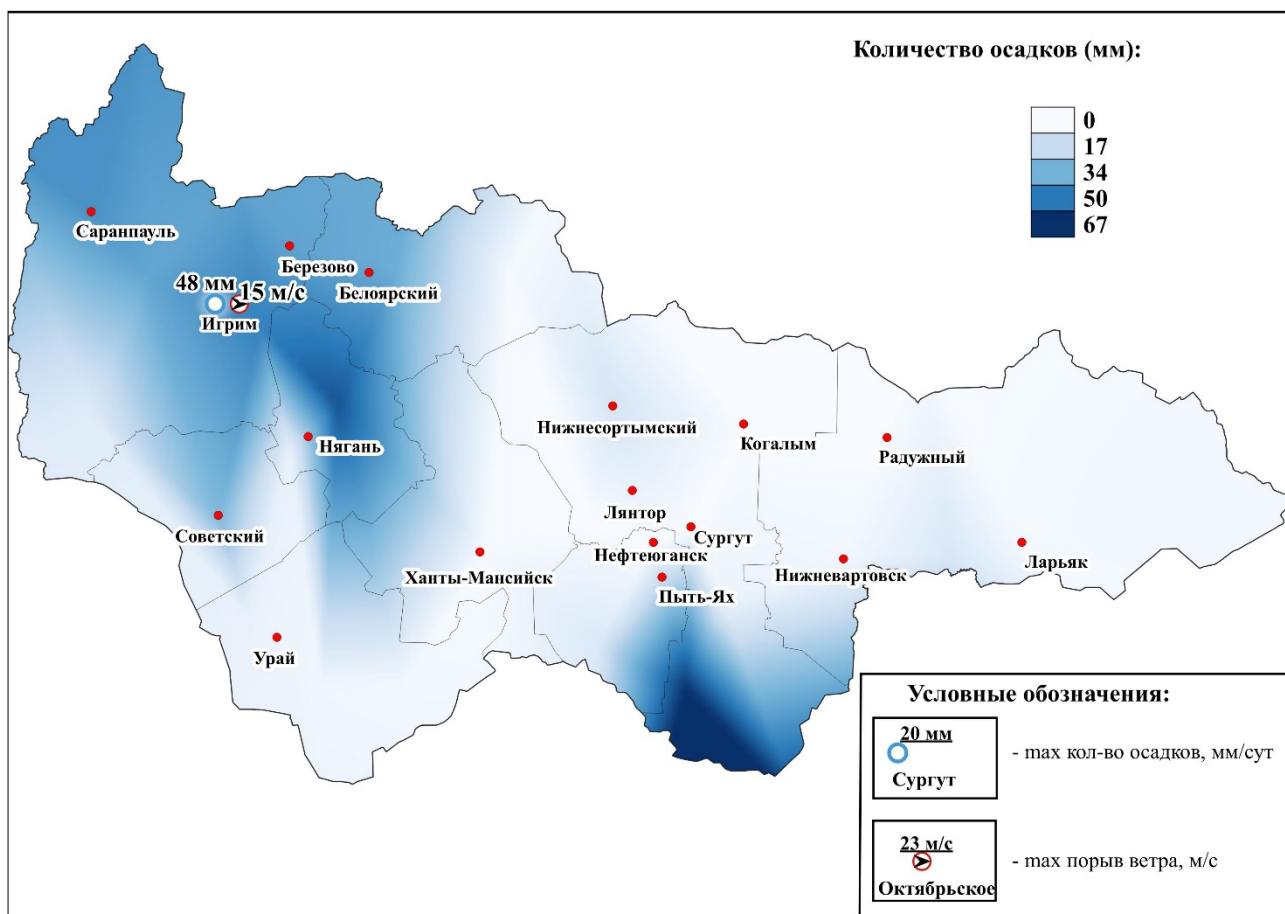 Количество осадков (мм):
0
17
34
50
67
Саранпауль
Березово
Белоярский
48 мм
15 м/с
Игрим
Нижнесортымский
Когалым
Радужный
Нягань
Лянтор
Советский
Сургут
Нефтеюганск
Ханты-Мансийск
Нижневартовск
Ларьяк
Пыть-Ях
Урай
Условные обозначения:
20 мм
- max кол-во осадков, мм/сут
Сургут
23 м/с
- max порыв ветра, м/с
Октябрьское